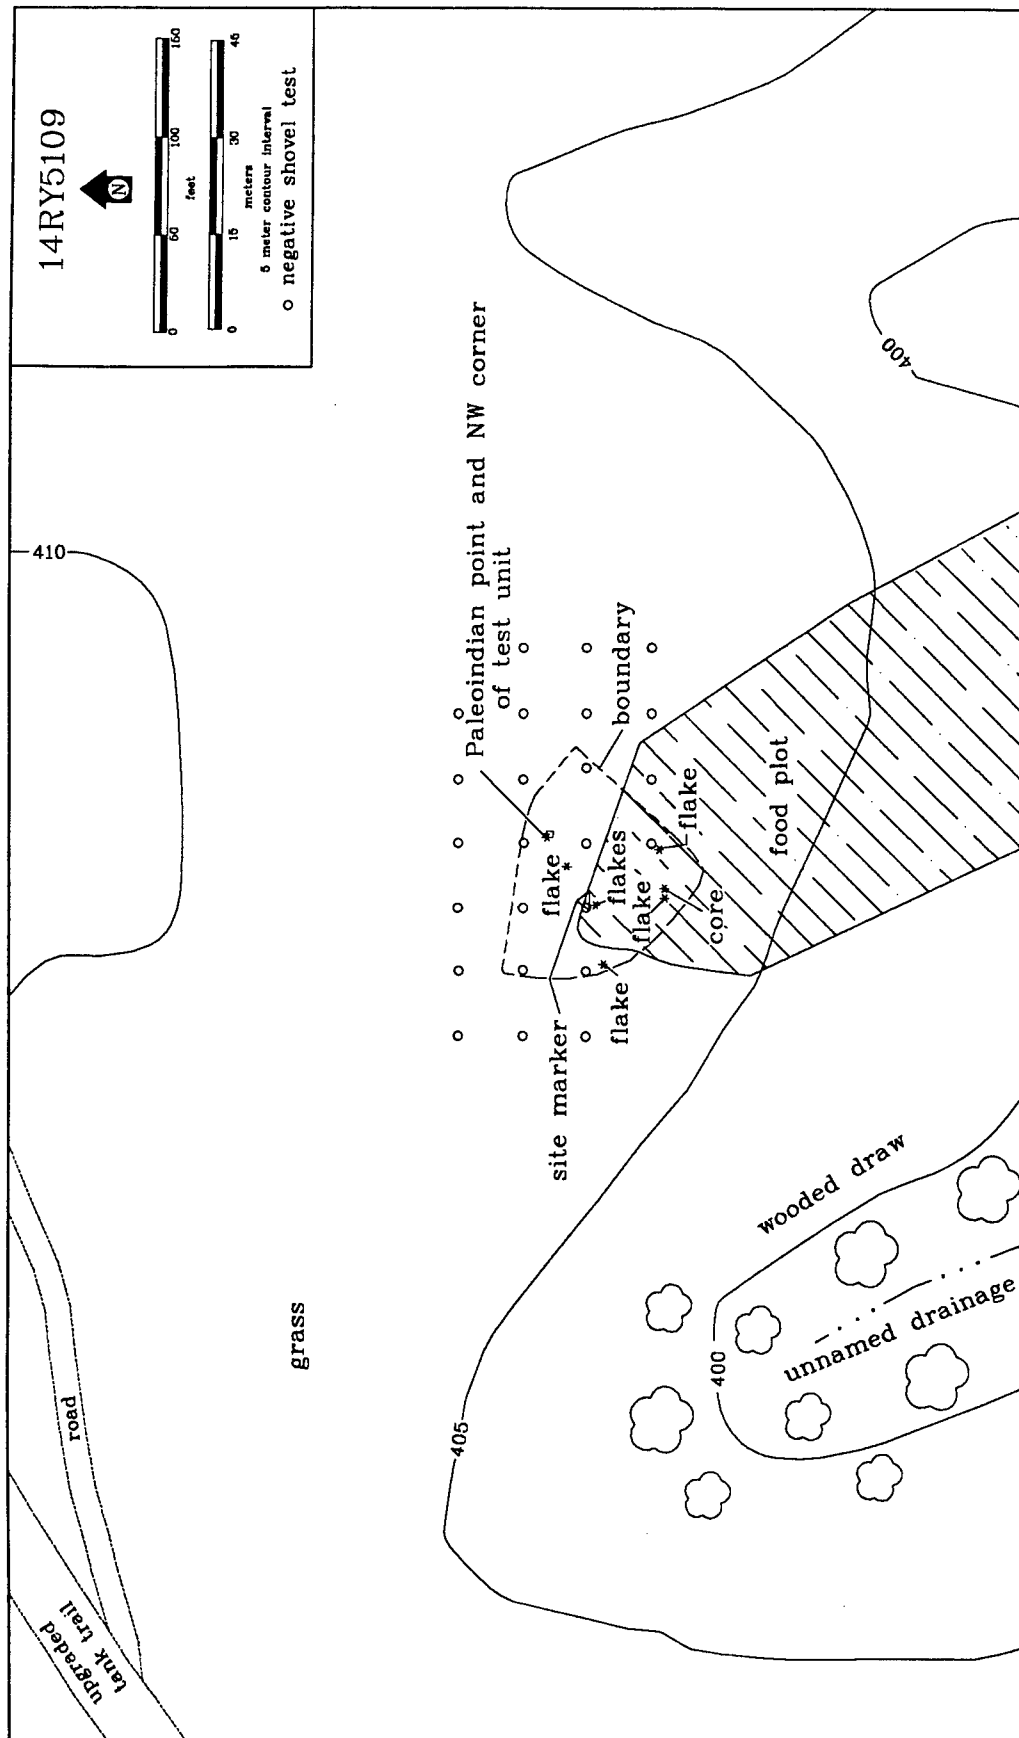 14RY5109
N
0 50 100 150
feet
0 15 30 45
meters
5 meter contour interval
o negative shovel test
410
Paleoindian point and NW corner
of test unit
boundary
flake
flakes
flake
flake
core
flake
site marker
food plot
400
405
grass
road
upgraded
tank trail
wooded draw
400
unnamed drainage